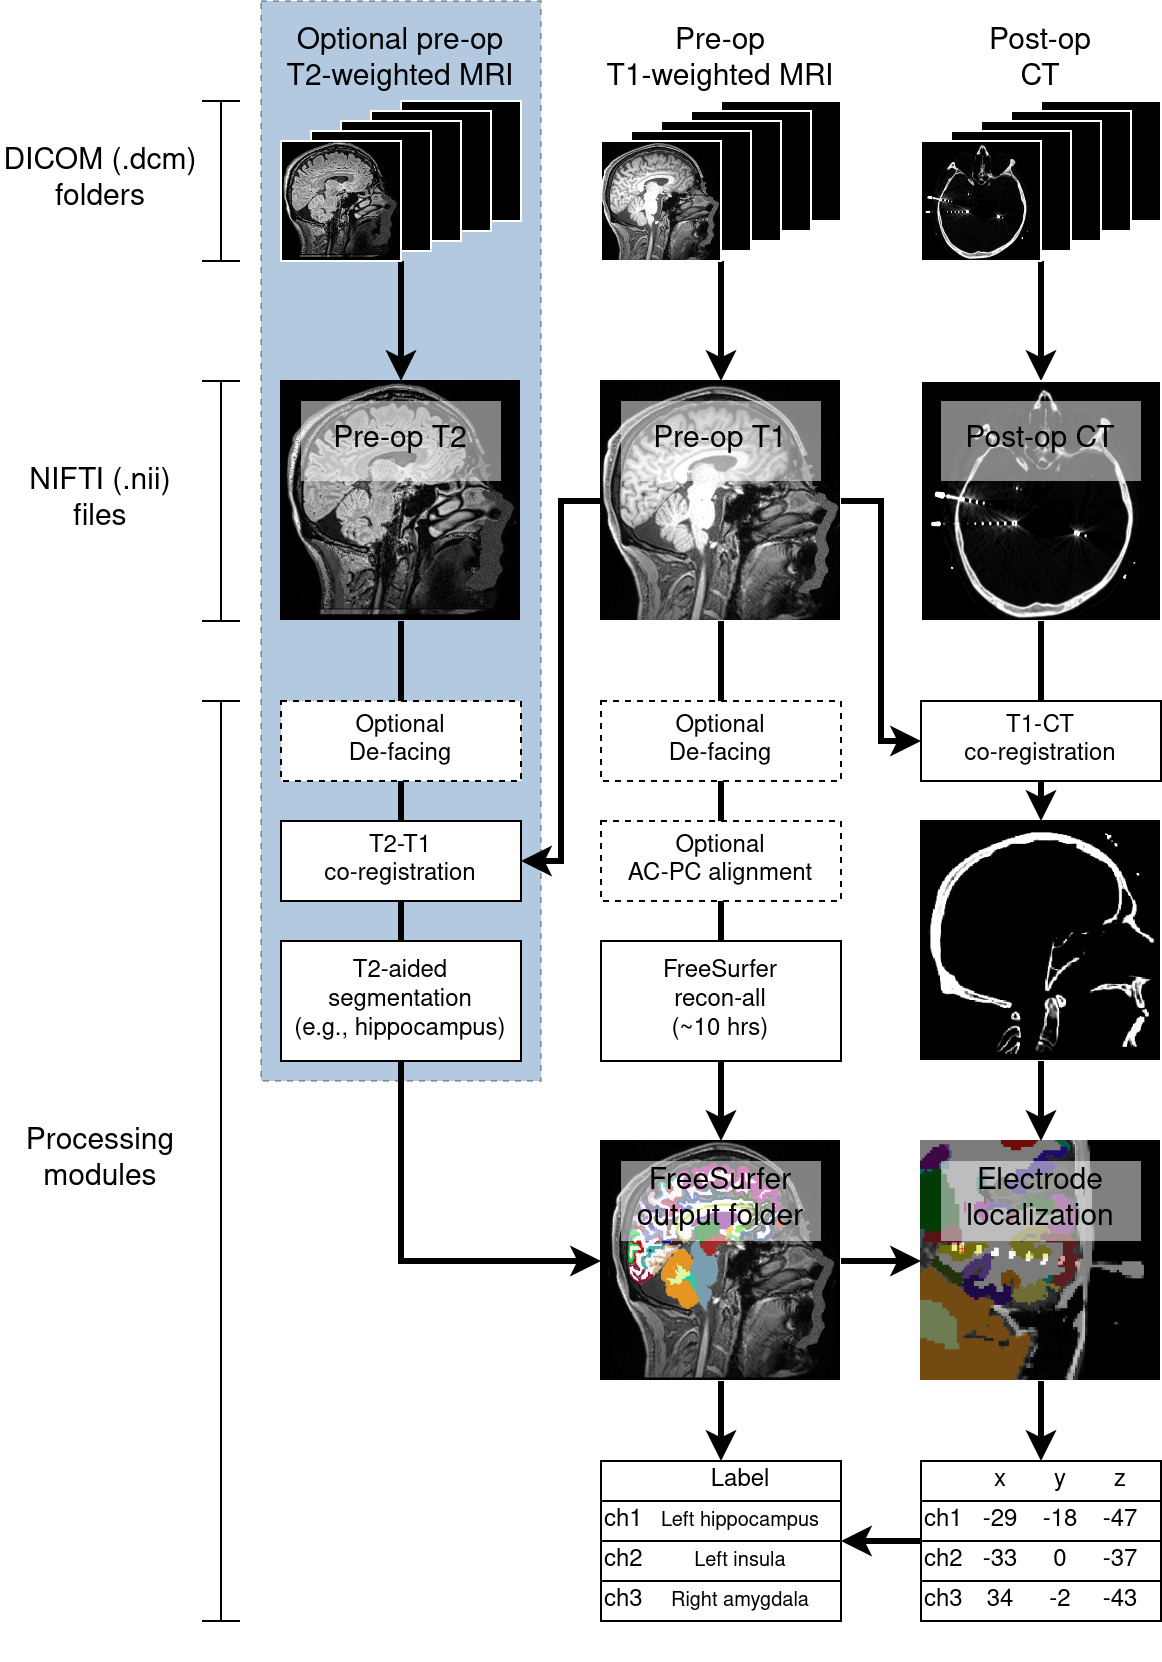 Optional pre-op
T2-weighted MRI
Pre-op
T1-weighted MRI
Post-op
CT
DICOM (.dcm)
folders
NIFTI (.nii)
files
Pre-op T2
Pre-op T1
Post-op CT
Processing
modules
Optional
De-facing
Optional
De-facing
T1-CT
co-registration
T2-T1
co-registration
Optional
AC-PC alignment
T2-aided
segmentation
(e.g., hippocampus)
FreeSurfer
recon-all
(~10 hrs)
FreeSurfer
output folder
Electrode
localization
Label
ch1 Left hippocampus
ch2 Left insula
ch3 Right amygdala
x y z
ch1 -29 -18 -47
ch2 -33 0 -37
ch3 34 -2 -43